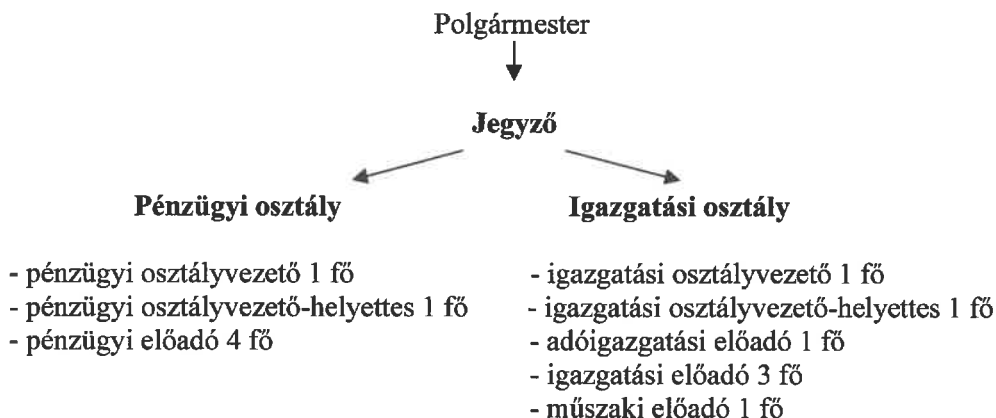 Polgármester
Jegyző
Pénzügyi osztály
- pénzügyi osztályvezető 1 fő
- pénzügyi osztályvezető-helyettes 1 fő
- pénzügyi előadó 4 fő
Igazgatási osztály
- igazgatási osztályvezető 1 fő
- igazgatási osztályvezető-helyettes 1 fő
- adóigazgatási előadó 1 fő
- igazgatási előadó 3 fő
- műszaki előadó 1 fő